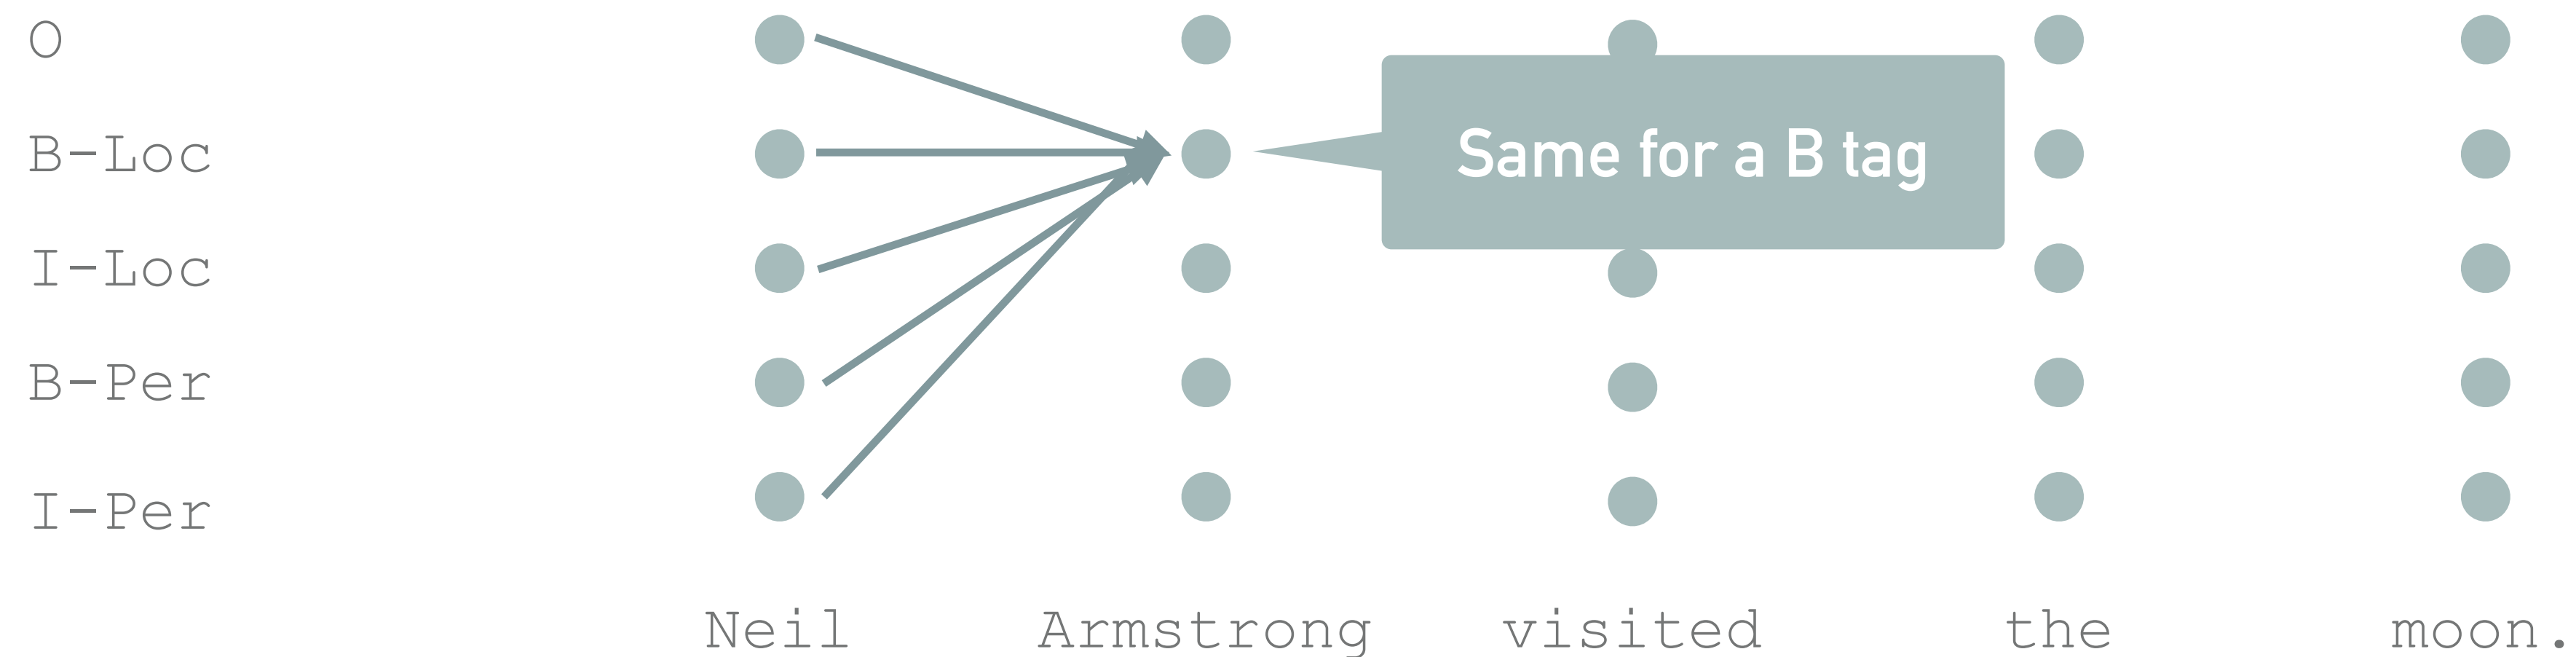 O
B-Loc
Same for a B tag
I-Loc
B-Per
I-Per
Neil Armstrong visited the moon.